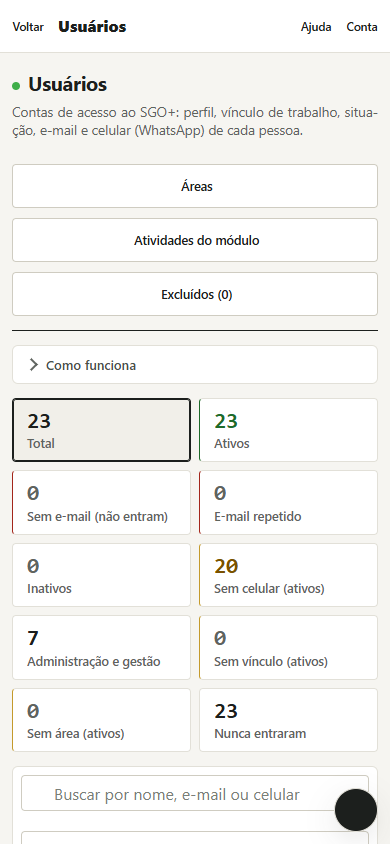 Voltar Usuários Ajuda Conta
Usuários
Contas de acesso ao SGO+: perfil, vínculo de trabalho, situa-
ção, e-mail e celular (WhatsApp) de cada pessoa.
Áreas
Atividades do módulo
Excluídos (0)
Como funciona
23
Total
23
Ativos
0
Sem e-mail (não entram)
0
E-mail repetido
0
Inativos
20
Sem celular (ativos)
7
Administração e gestão
0
Sem vínculo (ativos)
0
Sem área (ativos)
23
Nunca entraram
Buscar por nome, e-mail ou celular